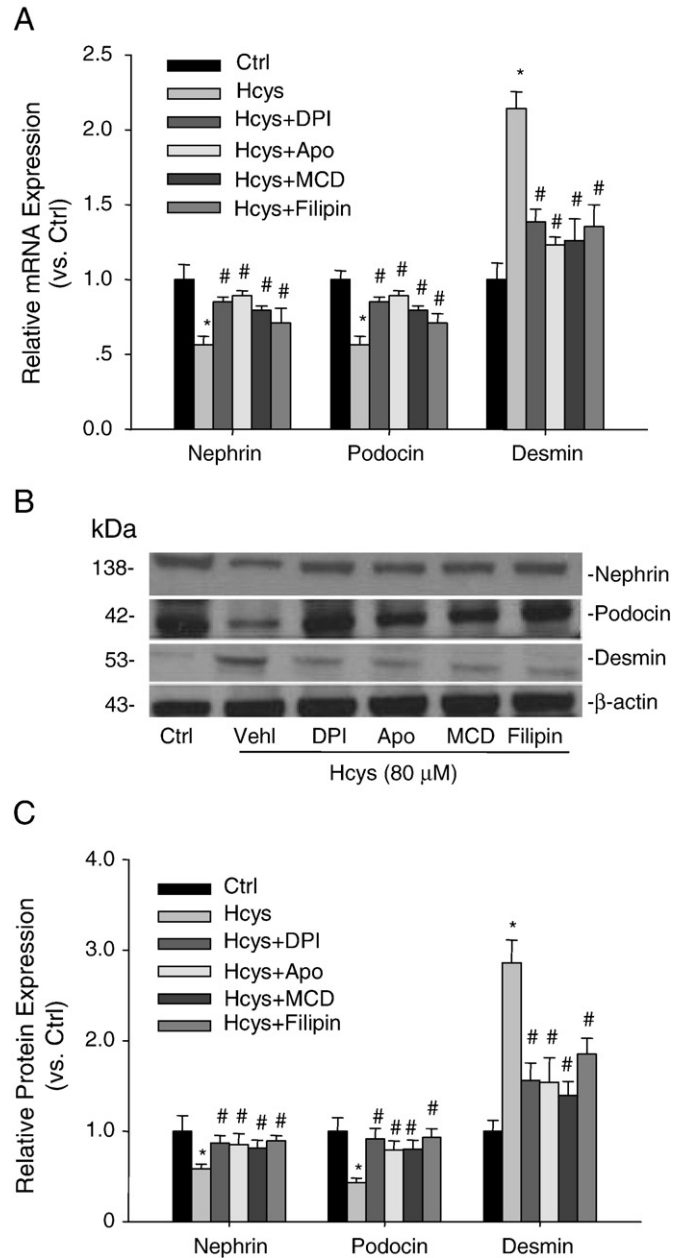 A
Relative mRNA Expression
(vs. Ctrl)
2.5
2.0
1.5
1.0
.5
0.0
Ctrl
Hcys
Hcys+DPI
Hcys+Apo
Hcys+MCD
Hcys+Filipin
* # # # #
* # # # #
* # # # #
Nephrin Podocin Desmin
B
kDa
138- -Nephrin
42- -Podocin
53- -Desmin
43- -β-actin
Ctrl Vehl DPI Apo MCD Filipin
Hcys (80 μM)
C
Relative Protein Expression
(vs. Ctrl)
4.0
3.0
2.0
1.0
0
Ctrl
Hcys
Hcys+DPI
Hcys+Apo
Hcys+MCD
Hcys+Filipin
* # # # #
* # # # #
* # # # #
Nephrin Podocin Desmin